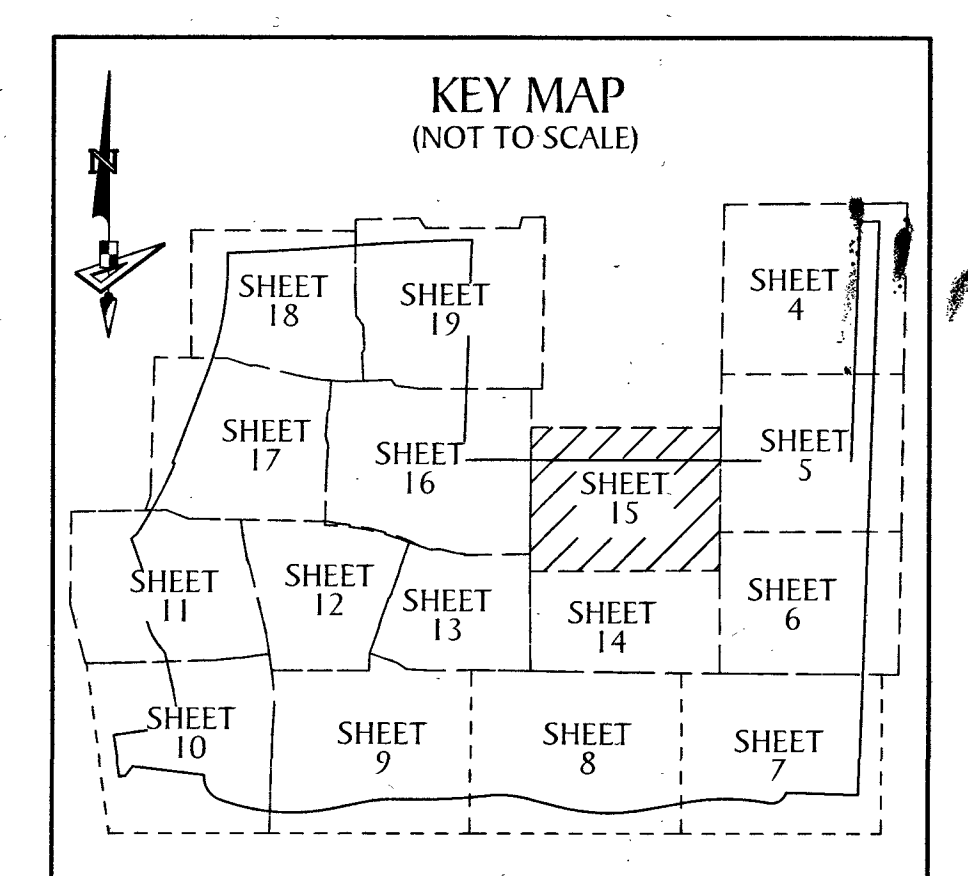 KEY MAP
(NOT TO SCALE)
N
SHEET
18
SHEET
19
SHEET
4
SHEET
17
SHEET
16
SHEET
15
SHEET
5
SHEET
11
SHEET
12
SHEET
13
SHEET
14
SHEET
6
SHEET
10
SHEET
9
SHEET
8
SHEET
7